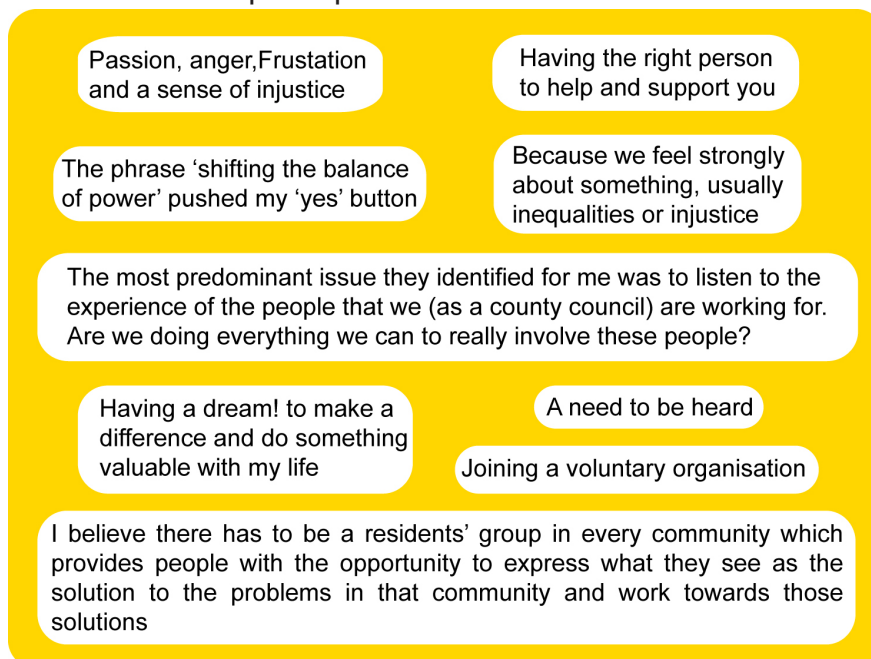 Passion, anger,Frustation
and a sense of injustice
Having the right person
to help and support you
The phrase ‘shifting the balance
of power’ pushed my ‘yes’ button
Because we feel strongly
about something, usually
inequalities or injustice
The most predominant issue they identified for me was to listen to the
experience of the people that we (as a county council) are working for.
Are we doing everything we can to really involve these people?
Having a dream! to make a
difference and do something
valuable with my life
A need to be heard
Joining a voluntary organisation
I believe there has to be a residents’ group in every community which
provides people with the opportunity to express what they see as the
solution to the problems in that community and work towards those
solutions